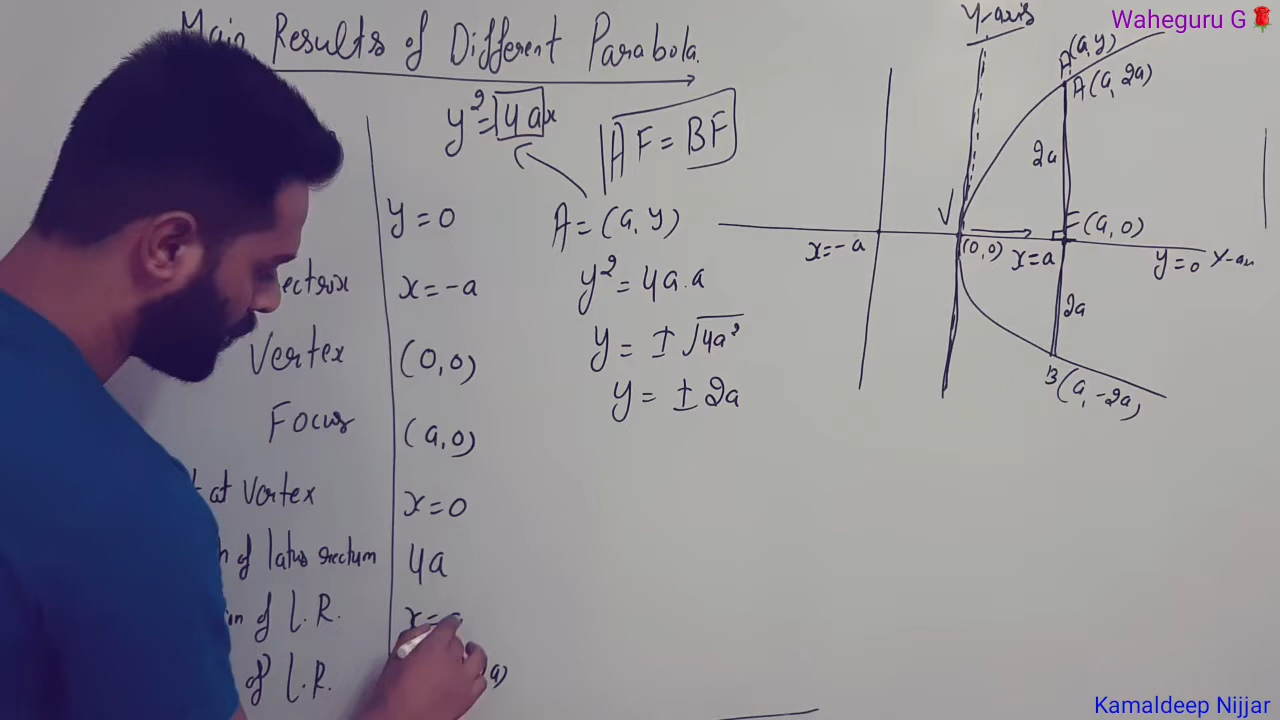 Waheguru G🌹
Main Results of Different Parabola.
y² = 4ax
AF = BF
y = 0
A = (a, y)
ectrix x = -a
y² = 4a.a
Vertex (0,0)
y = ± √4a²
Focus (a,0)
y = ± 2a
at Vertex x = 0
of latus rectum 4a
of L.R. x =
of L.R. a)
Y-axis
A(a, y)
A(a, 2a)
2a
V
F(a, 0)
x = -a
(0,0)
x = a
y = 0
2a
B(a, -2a)
Kamaldeep Nijjar